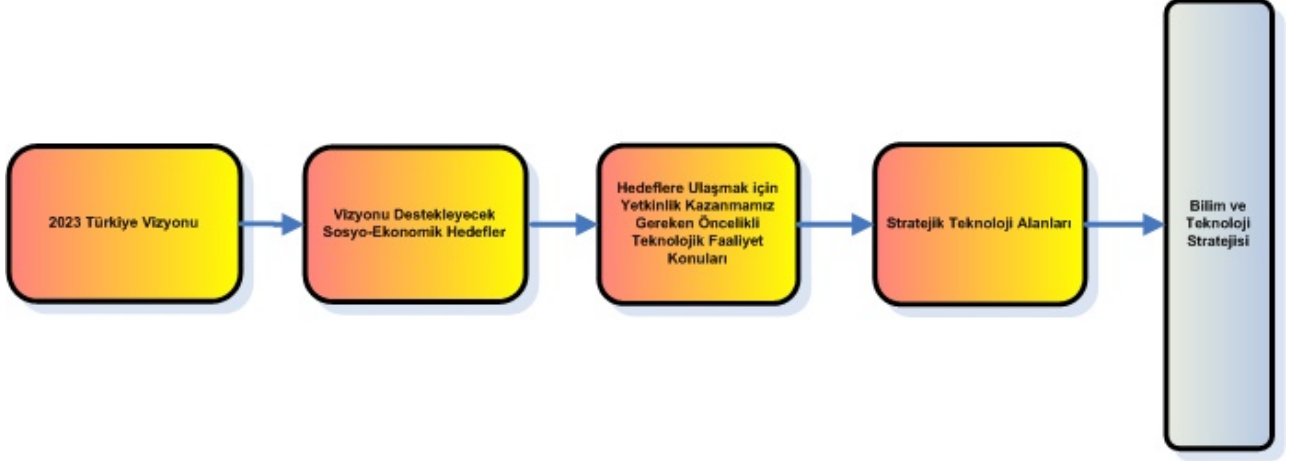 2023 Türkiye Vizyonu
Vizyonu Destekleyecek
Sosyo-Ekonomik Hedefler
Hedeflere Ulaşmak için
Yetkinlik Kazanmamız
Gereken Öncelikli
Teknolojik Faaliyet
Konuları
Stratejik Teknoloji Alanları
Bilim ve
Teknoloji
Stratejisi